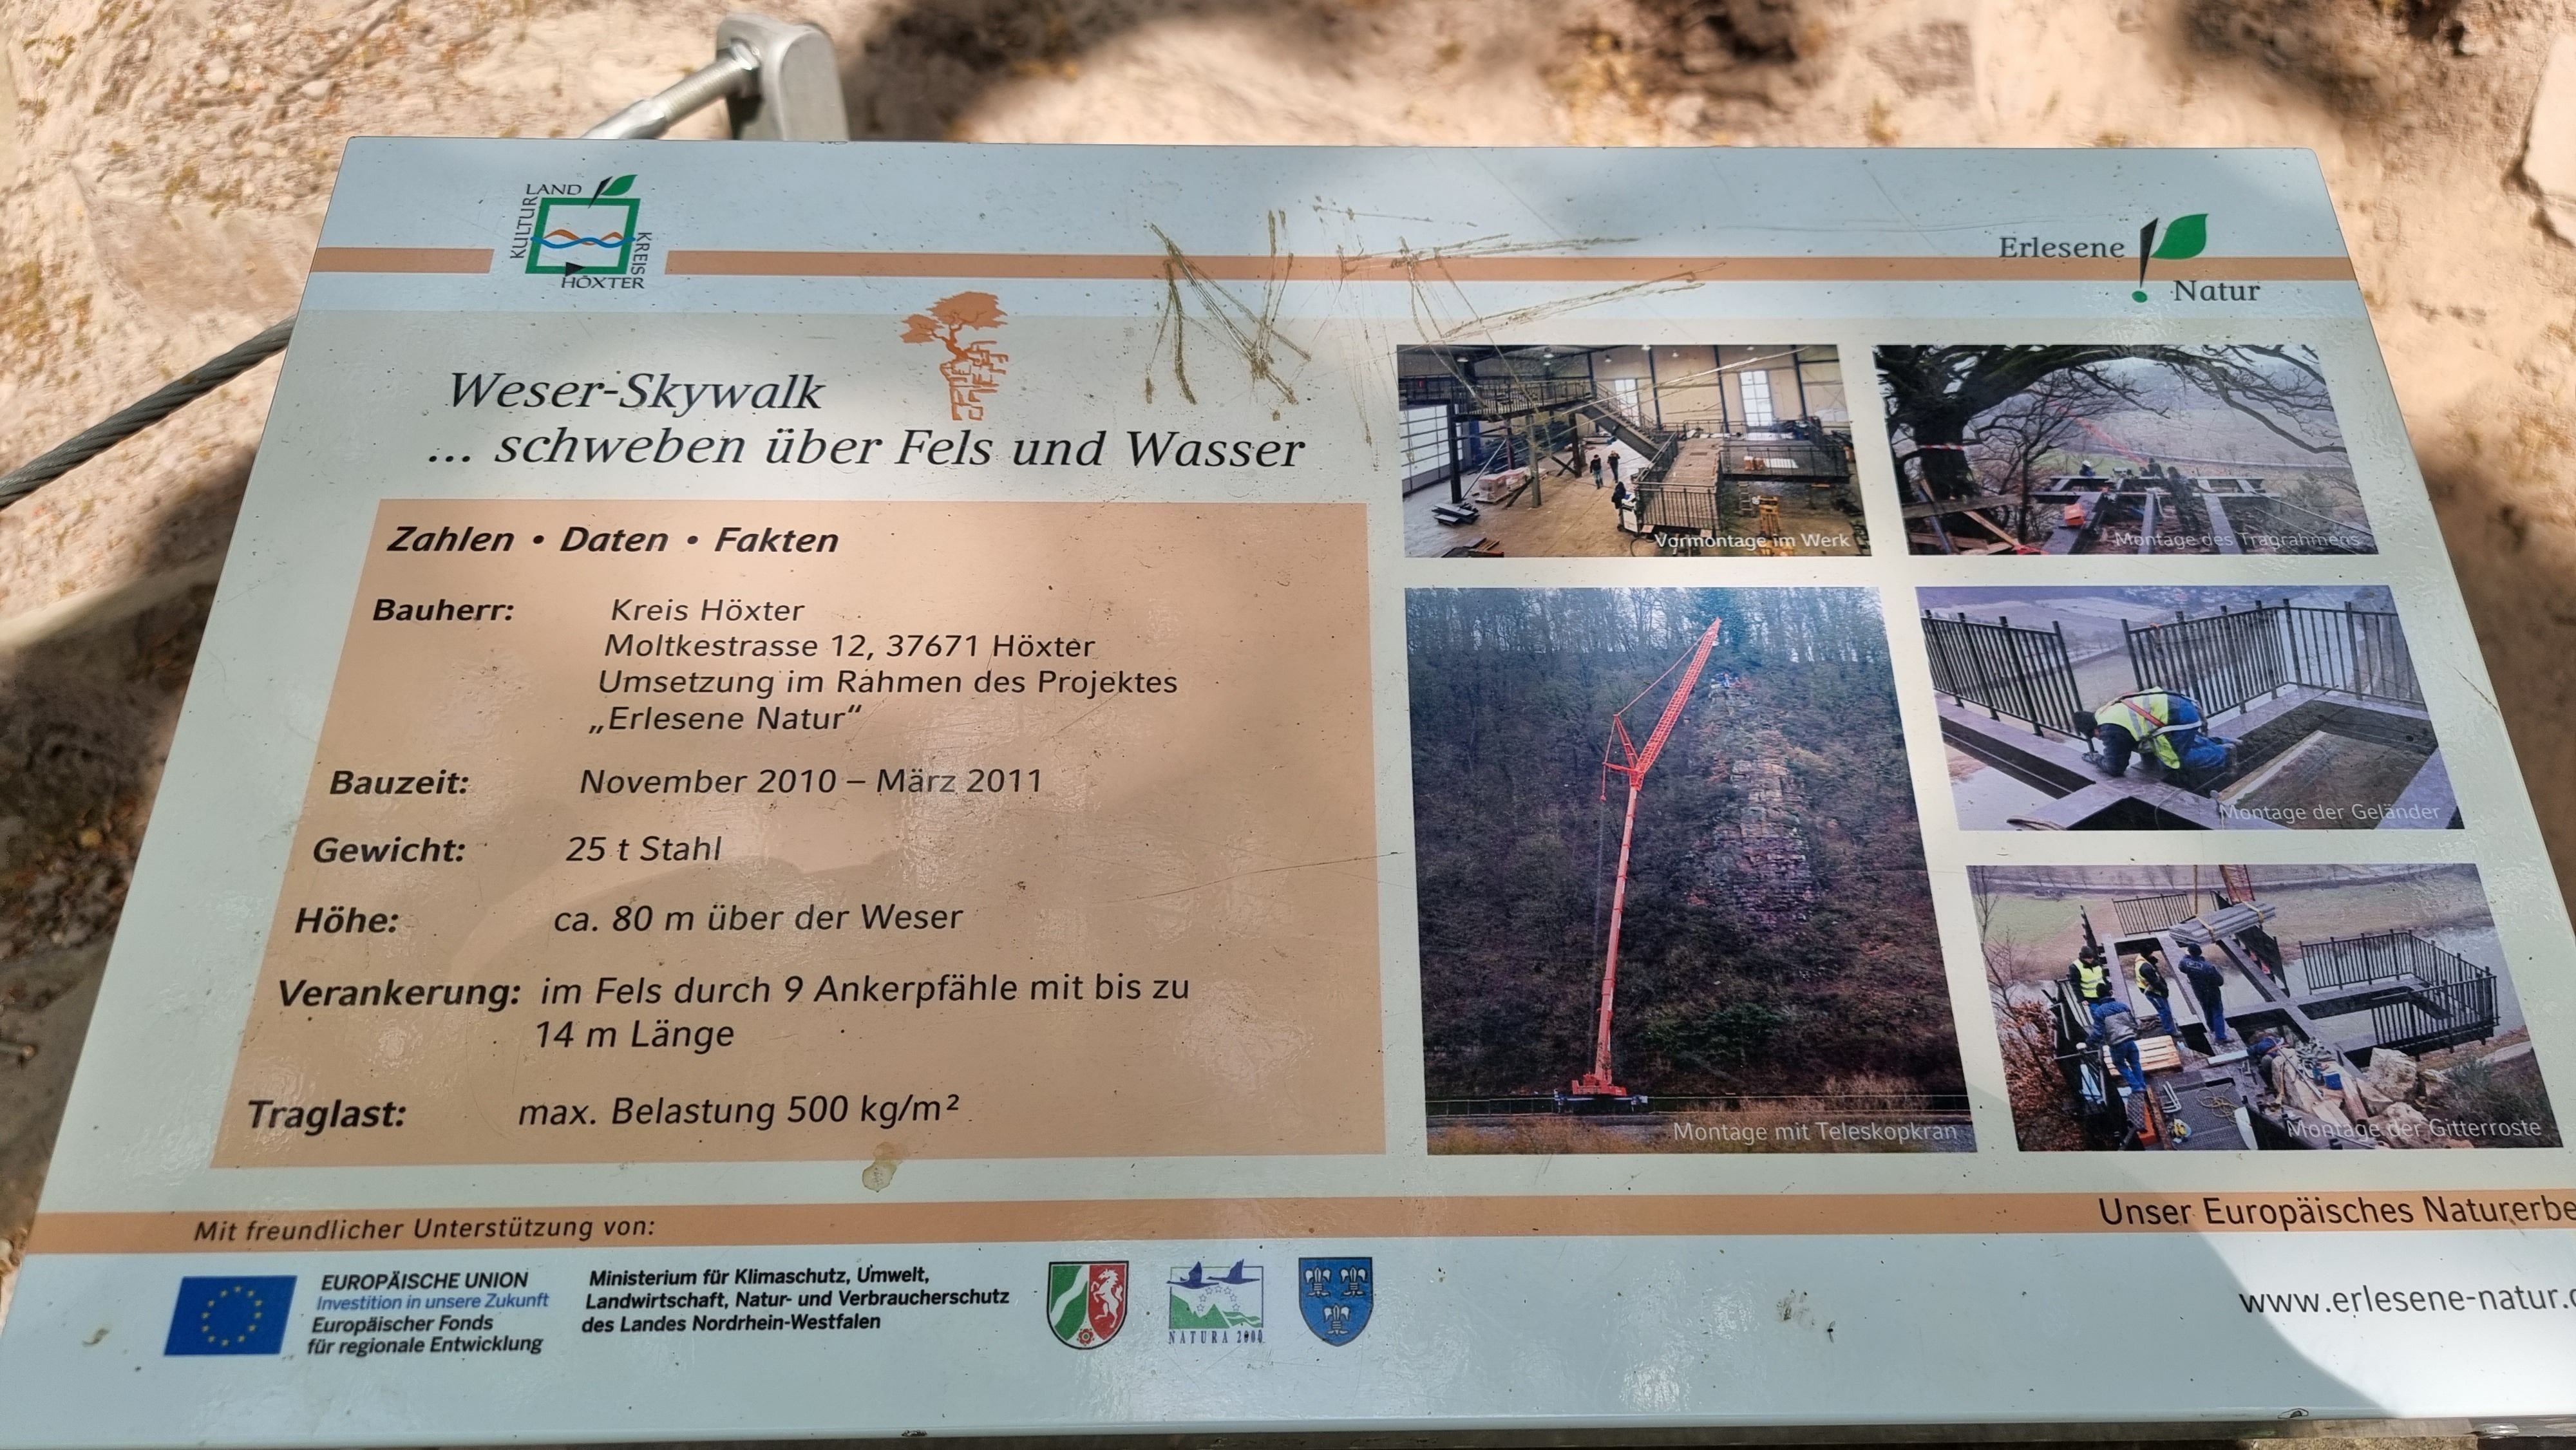 KULTUR
LAND
KREISE
HÖXTER
Erlesene
Natur
Weser-Skywalk
... schweben über Fels und Wasser
Zahlen • Daten • Fakten
Bauherr: Kreis Höxter
Moltkestrasse 12, 37671 Höxter
Umsetzung im Rahmen des Projektes
„Erlesene Natur“
Bauzeit: November 2010 – März 2011
Gewicht: 25 t Stahl
Höhe: ca. 80 m über der Weser
Verankerung: im Fels durch 9 Ankerpfähle mit bis zu
14 m Länge
Traglast: max. Belastung 500 kg/m²
Vormontage im Werk
Montage des Tragrahmens
Montage mit Teleskopkran
Montage der Geländer
Montage der Gitterroste
Mit freundlicher Unterstützung von:
Unser Europäisches Naturerbe
EUROPÄISCHE UNION
Investition in unsere Zukunft
Europäischer Fonds
für regionale Entwicklung
Ministerium für Klimaschutz, Umwelt,
Landwirtschaft, Natur- und Verbraucherschutz
des Landes Nordrhein-Westfalen
NATURA 2000
www.erlesene-natur.